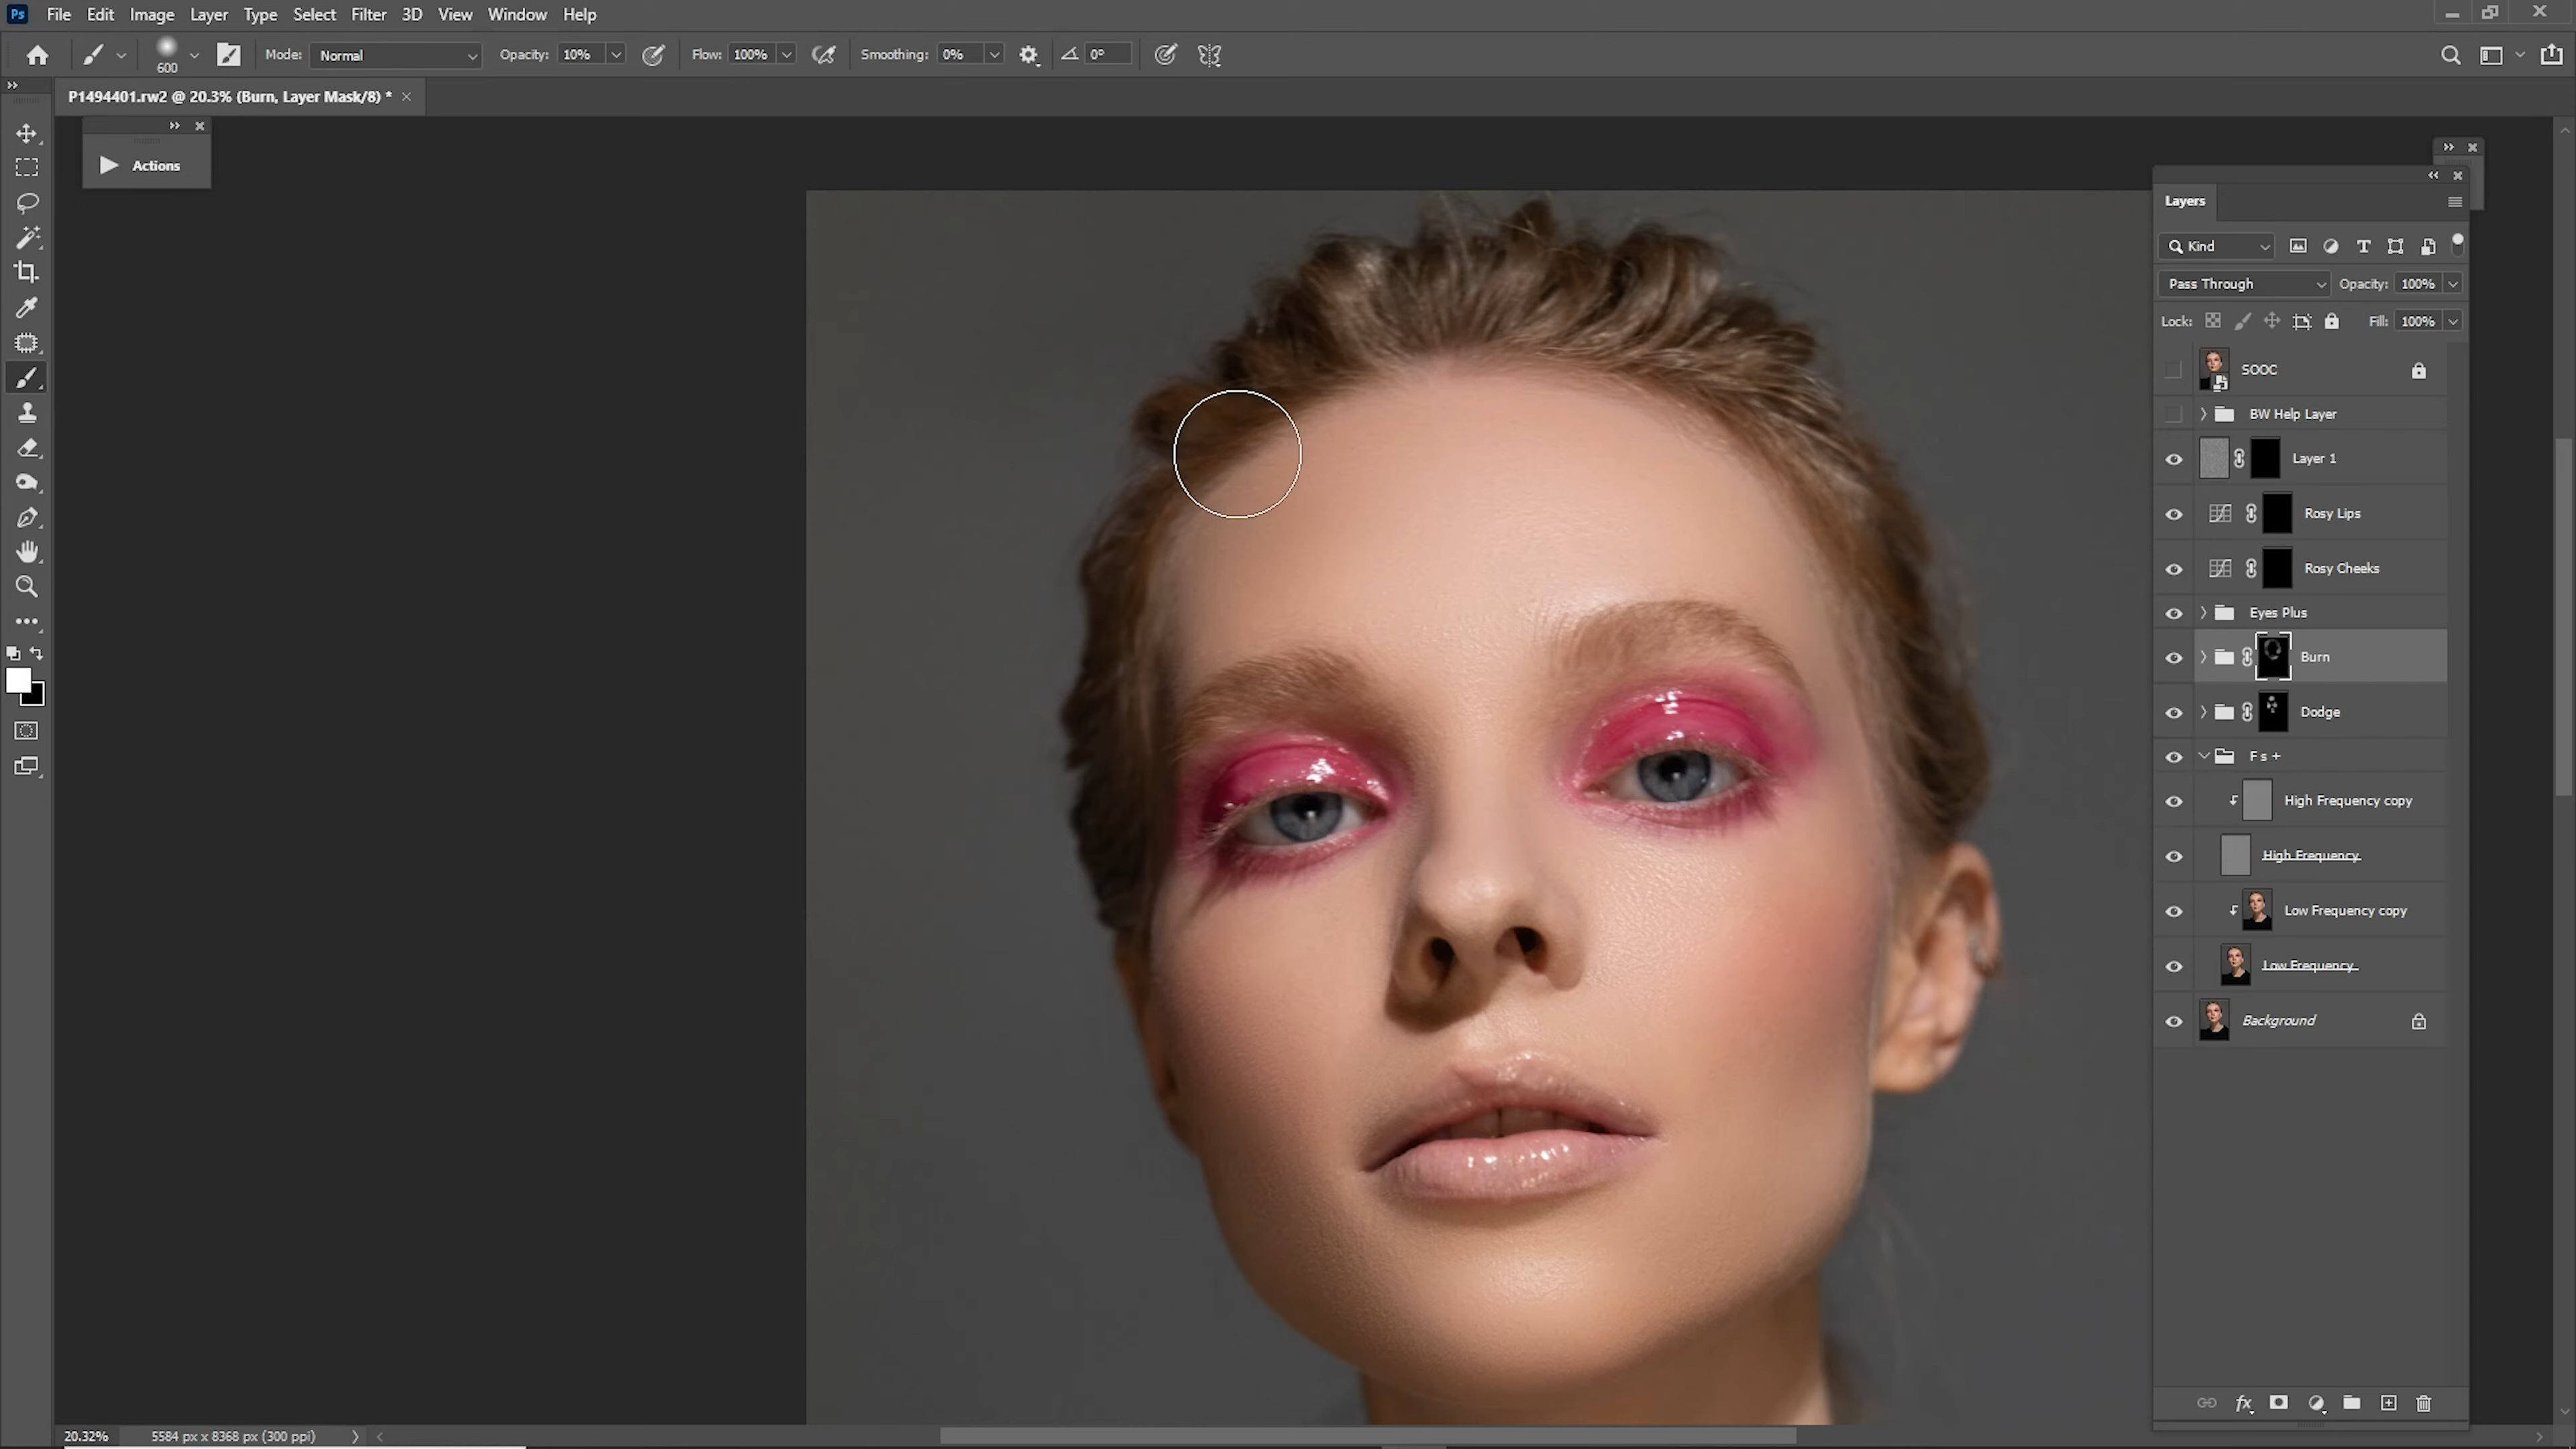 Ps File Edit Image Layer Type Select Filter 3D View Window Help
600 Mode: Normal Opacity: 10% Flow: 100% Smoothing: 0% 0°
P1494401.rw2 @ 20.3% (Burn, Layer Mask/8) *
Actions
Layers
Kind
Pass Through Opacity: 100%
Lock: Fill: 100%
SOOC
BW Help Layer
Layer 1
Rosy Lips
Rosy Cheeks
Eyes Plus
Burn
Dodge
F s +
High Frequency copy
High Frequency
Low Frequency copy
Low Frequency
Background
fx
20.32% 5584 px x 8368 px (300 ppi)